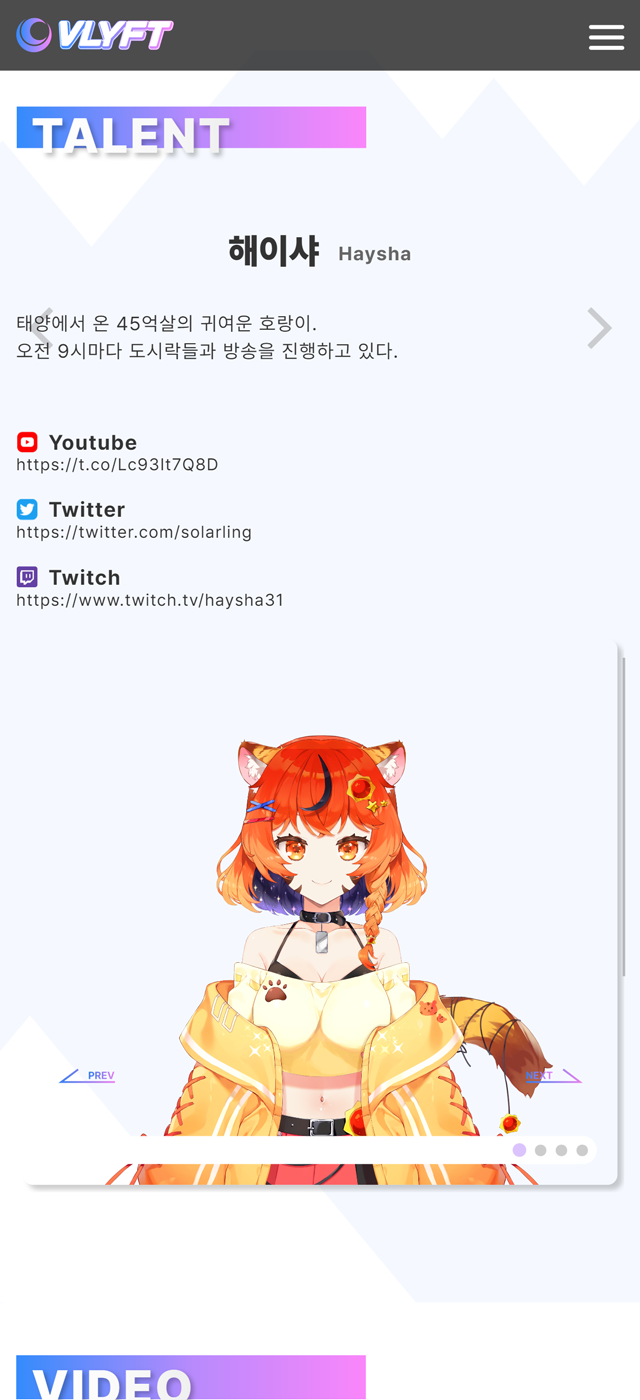 VLYFT
TALENT
해이샤 Haysha
태양에서 온 45억살의 귀여운 호랑이.
오전 9시마다 도시락들과 방송을 진행하고 있다.
Youtube
https://t.co/Lc93It7Q8D
Twitter
https://twitter.com/solarling
Twitch
https://www.twitch.tv/haysha31
PREV
NEXT
VIDEO